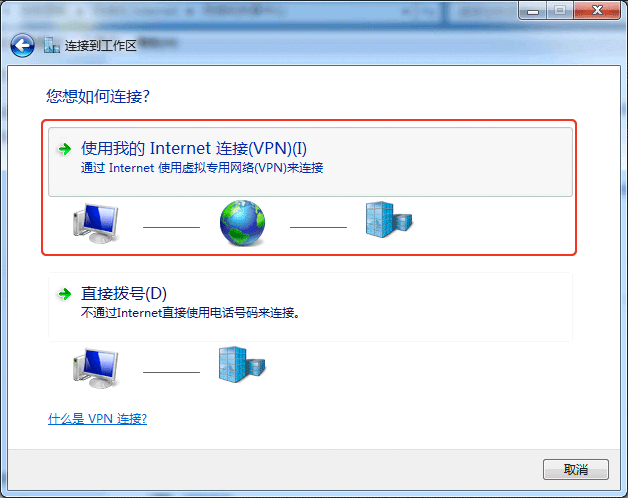 连接到工作区
您想如何连接?
使用我的 Internet 连接(VPN)(I)
通过 Internet 使用虚拟专用网络(VPN)来连接
直接拨号(D)
不通过Internet直接使用电话号码来连接。
什么是 VPN 连接?
取消